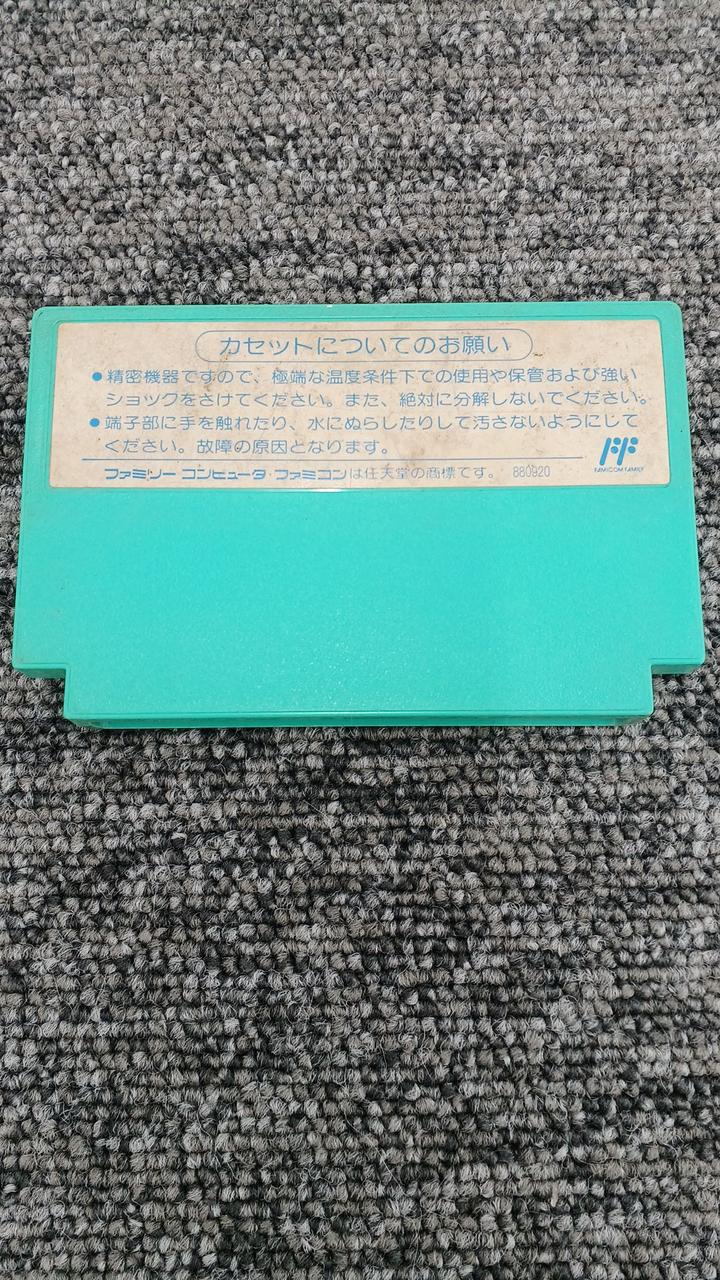 カセットについてのお願い
●精密機器ですので、極端な温度条件下での使用や保管および強い
ショックをさけてください。また、絶対に分解しないでください。
●端子部に手を触れたり、水にぬらしたりして汚さないようにして
ください。故障の原因となります。
FAMICOM FAMILY
ファミリーコンピュータ・ファミコンは任天堂の商標です。 880920